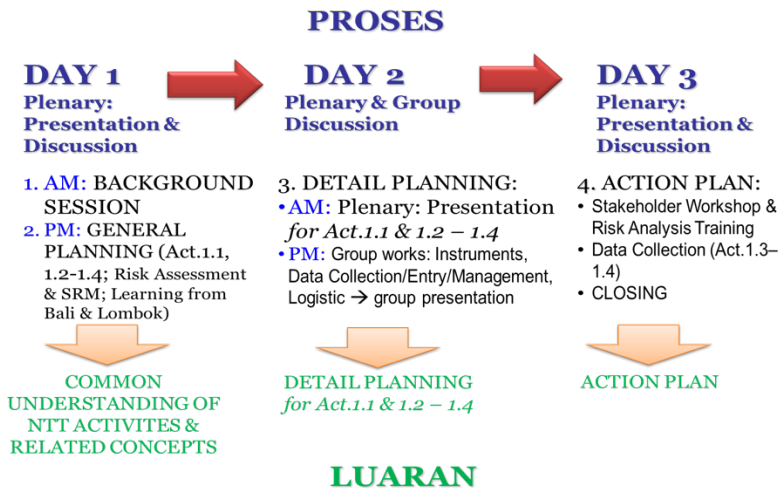 PROSES
DAY 1
Plenary:
Presentation &
Discussion
DAY 2
Plenary & Group
Discussion
DAY 3
Plenary:
Presentation &
Discussion
1. AM: BACKGROUND
SESSION
2. PM: GENERAL
PLANNING (Act.1.1,
1.2-1.4; Risk Assessment
& SRM; Learning from
Bali & Lombok)
3. DETAIL PLANNING:
• AM: Plenary: Presentation
for Act.1.1 & 1.2 – 1.4
• PM: Group works: Instruments,
Data Collection/Entry/Management,
Logistic → group presentation
4. ACTION PLAN:
• Stakeholder Workshop &
Risk Analysis Training
• Data Collection (Act.1.3–
1.4)
• CLOSING
COMMON
UNDERSTANDING OF
NTT ACTIVITES &
RELATED CONCEPTS
DETAIL PLANNING
for Act.1.1 & 1.2 – 1.4
ACTION PLAN
LUARAN